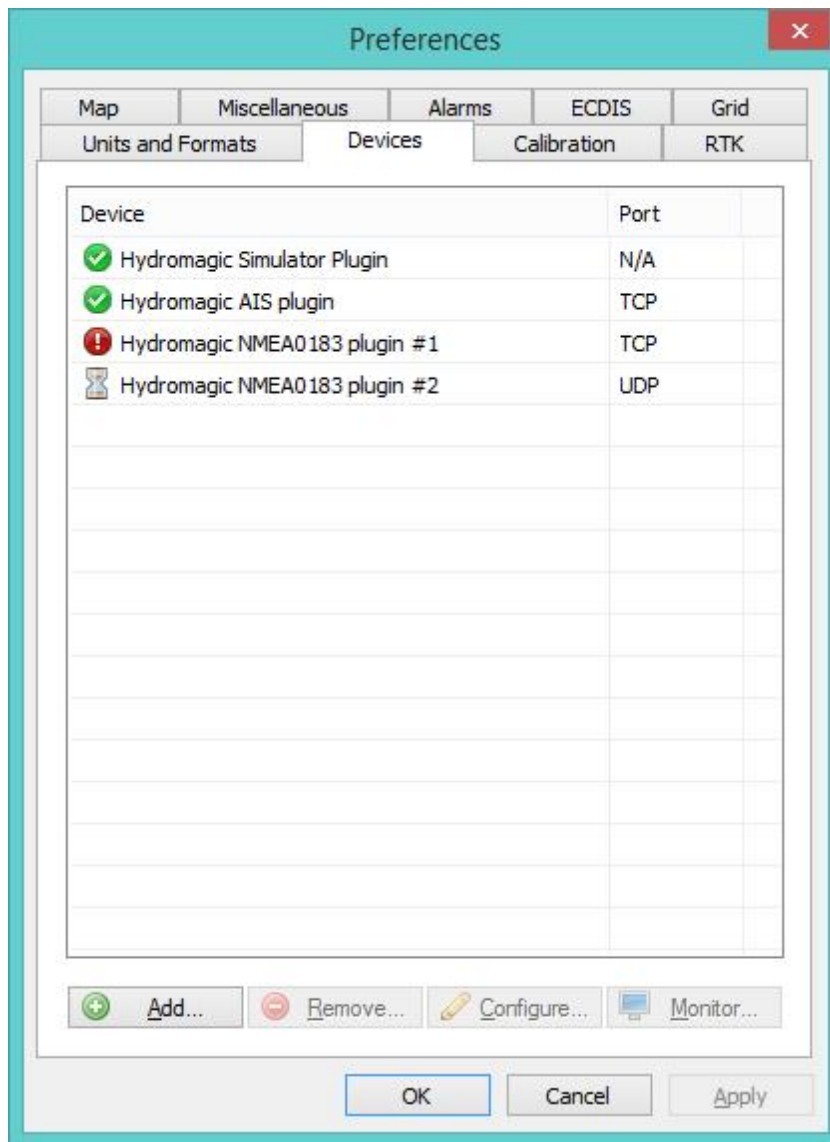 Preferences
Map Miscellaneous Alarms ECDIS Grid
Units and Formats Devices Calibration RTK
Device Port
Hydromagic Simulator Plugin N/A
Hydromagic AIS plugin TCP
Hydromagic NMEA0183 plugin #1 TCP
Hydromagic NMEA0183 plugin #2 UDP
Add... Remove... Configure... Monitor...
OK Cancel Apply